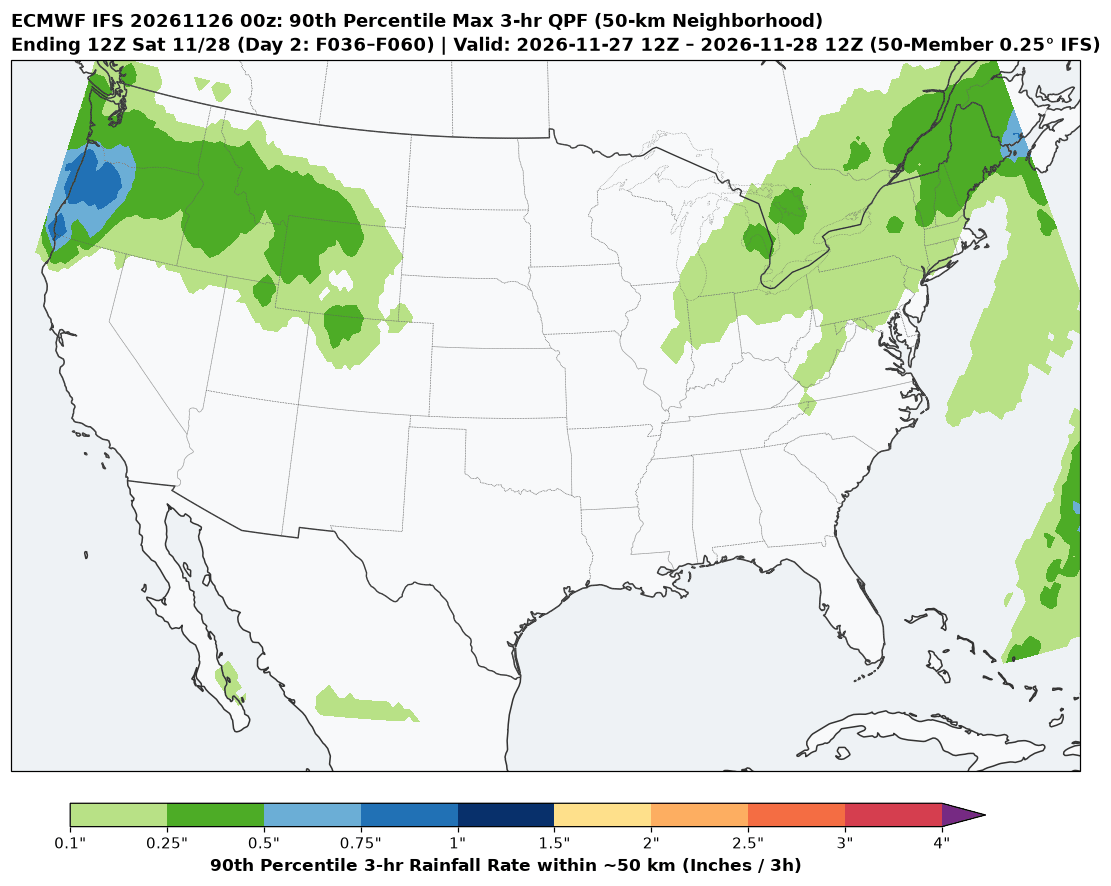 ECMWF IFS 20261126 00z: 90th Percentile Max 3-hr QPF (50-km Neighborhood)
Ending 12Z Sat 11/28 (Day 2: F036–F060) | Valid: 2026-11-27 12Z – 2026-11-28 12Z (50-Member 0.25° IFS)
0.1" 0.25" 0.5" 0.75" 1" 1.5" 2" 2.5" 3" 4"
90th Percentile 3-hr Rainfall Rate within ~50 km (Inches / 3h)